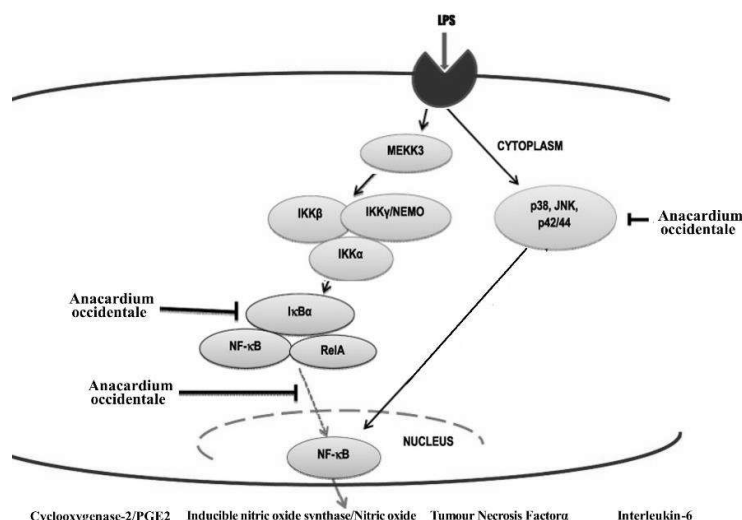 LPS
MEKK3
CYTOPLASM
IKKβ
IKKγ/NEMO
p38, JNK,
p42/44
Anacardium
occidentale
IKKα
Anacardium
occidentale
IκBα
NF-κB
RelA
Anacardium
occidentale
NUCLEUS
NF-κB
Cyclooxygenase-2/PGE2 Inducible nitric oxide synthase/Nitric oxide Tumour Necrosis Factorα Interleukin-6